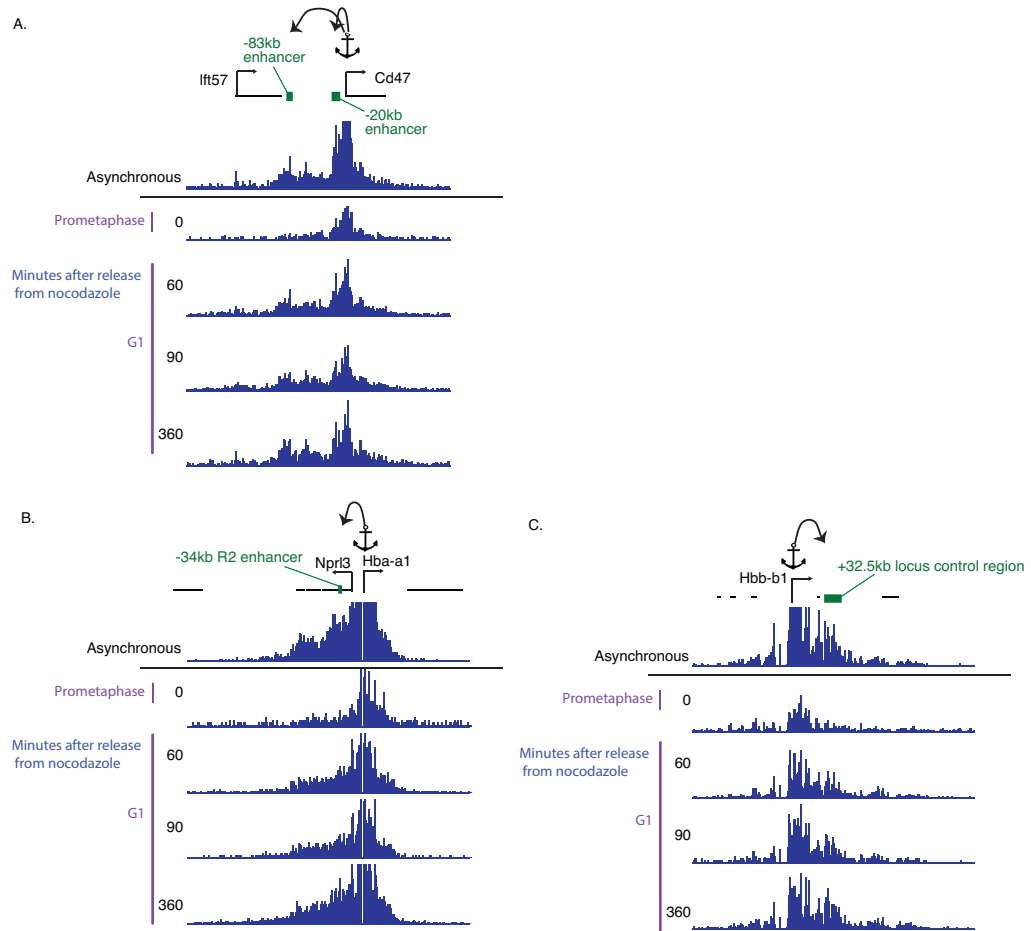 A.
-83kb
enhancer
Ift57
Cd47
-20kb
enhancer
Asynchronous
Prometaphase
0
Minutes after release
from nocodazole
60
G1
90
360
B.
-34kb R2 enhancer
Nprl3
Hba-a1
Asynchronous
Prometaphase
0
Minutes after release
from nocodazole
60
G1
90
360
C.
Hbb-b1
+32.5kb locus control region
Asynchronous
Prometaphase
0
Minutes after release
from nocodazole
60
G1
90
360